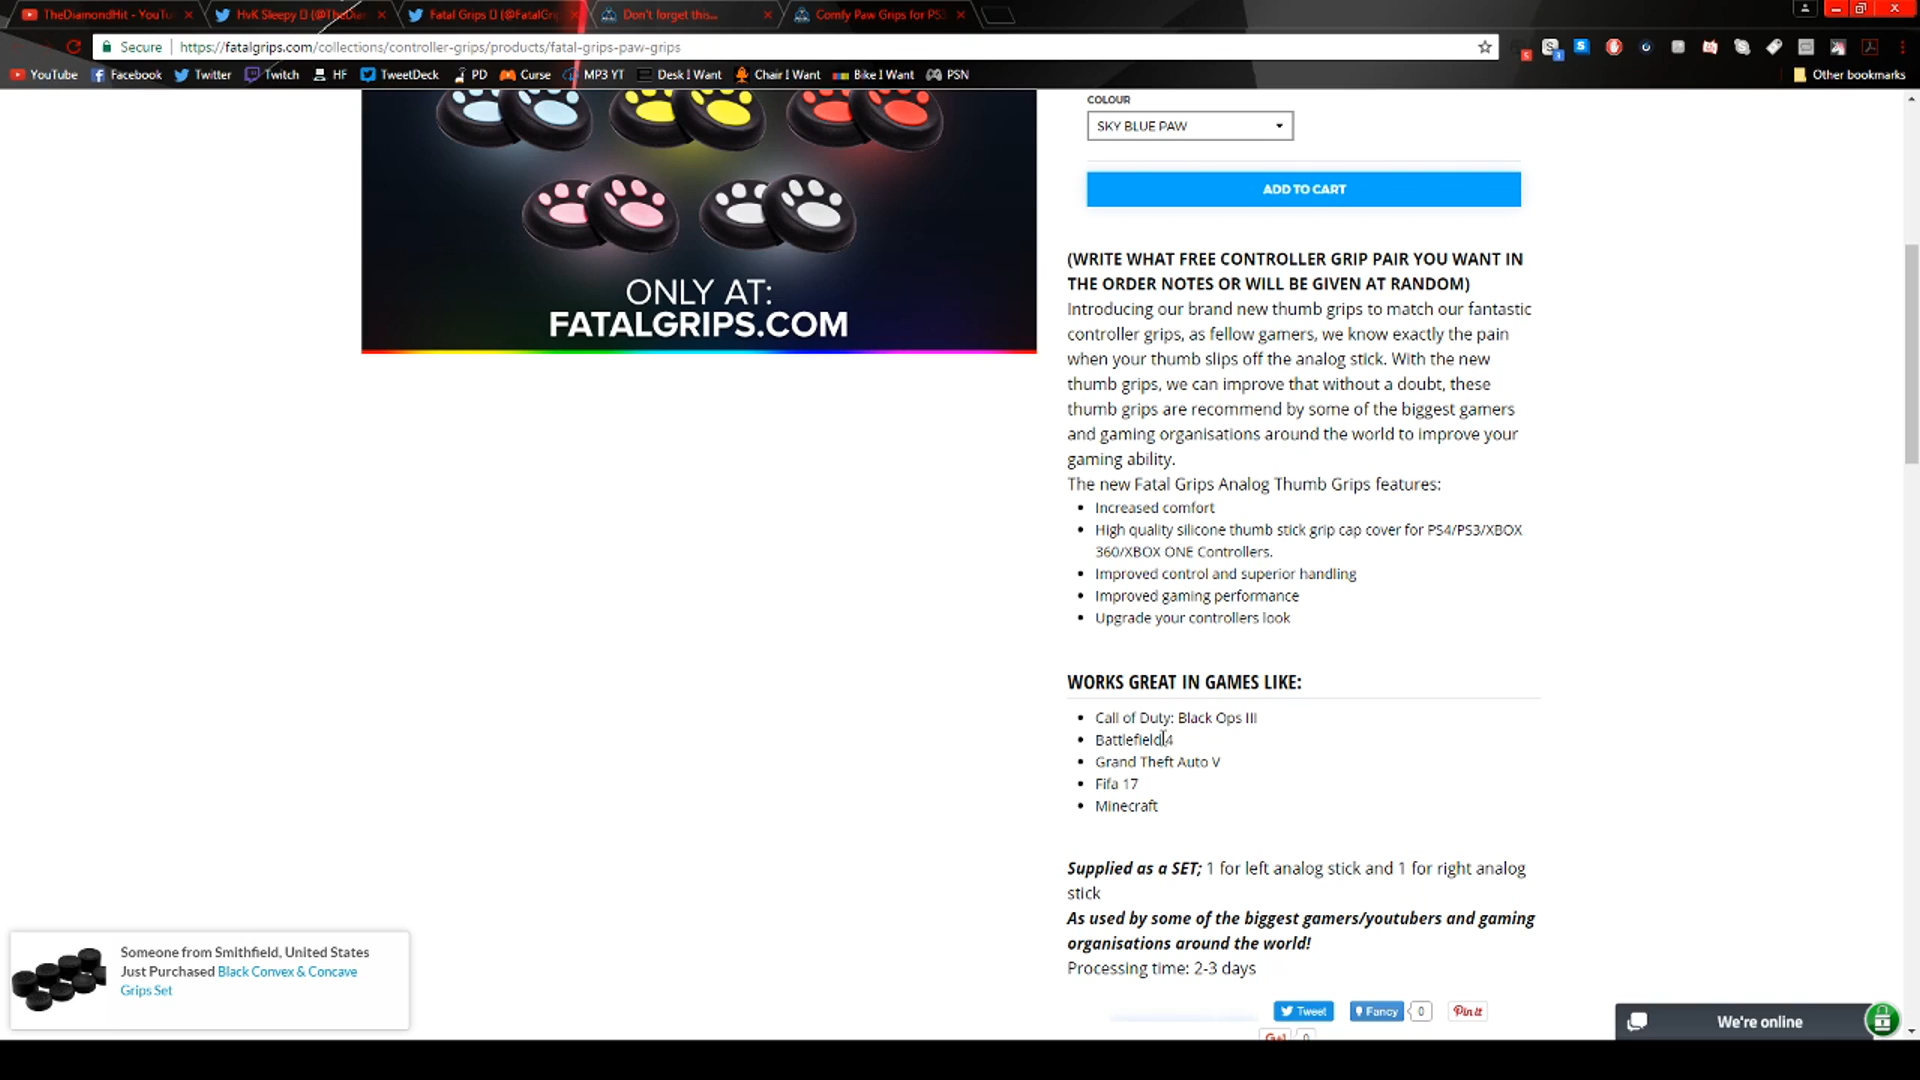 TheDiamondHit - YouTu
HvK Sleepy (@TheDiam
Fatal Grips (@FatalGrip
Don't forget this...
Comfy Paw Grips for PS3
Secure
https://fatalgrips.com/collections/controller-grips/products/fatal-grips-paw-grips
YouTube
Facebook
Twitter
Twitch
HF
TweetDeck
PD
Curse
MP3 YT
Desk I Want
Chair I Want
Bike I Want
PSN
Other bookmarks
ONLY AT:
FATALGRIPS.COM
COLOUR
SKY BLUE PAW
ADD TO CART
(WRITE WHAT FREE CONTROLLER GRIP PAIR YOU WANT IN
THE ORDER NOTES OR WILL BE GIVEN AT RANDOM)
Introducing our brand new thumb grips to match our fantastic
controller grips, as fellow gamers, we know exactly the pain
when your thumb slips off the analog stick. With the new
thumb grips, we can improve that without a doubt, these
thumb grips are recommend by some of the biggest gamers
and gaming organisations around the world to improve your
gaming ability.
The new Fatal Grips Analog Thumb Grips features:
Increased comfort
High quality silicone thumb stick grip cap cover for PS4/PS3/XBOX
360/XBOX ONE Controllers.
Improved control and superior handling
Improved gaming performance
Upgrade your controllers look
WORKS GREAT IN GAMES LIKE:
Call of Duty: Black Ops III
Battlefield 4
Grand Theft Auto V
Fifa 17
Minecraft
Supplied as a SET; 1 for left analog stick and 1 for right analog
stick
As used by some of the biggest gamers/youtubers and gaming
organisations around the world!
Processing time: 2-3 days
Tweet
Fancy
0
Pin it
G+1
0
Someone from Smithfield, United States
Just Purchased Black Convex & Concave
Grips Set
We're online